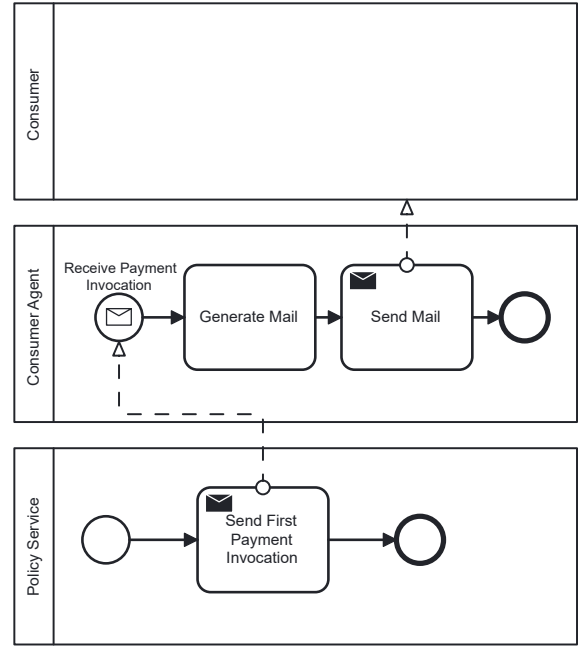 Consumer
Consumer Agent
Receive Payment
Invocation
Generate Mail
Send Mail
Policy Service
Send First
Payment
Invocation